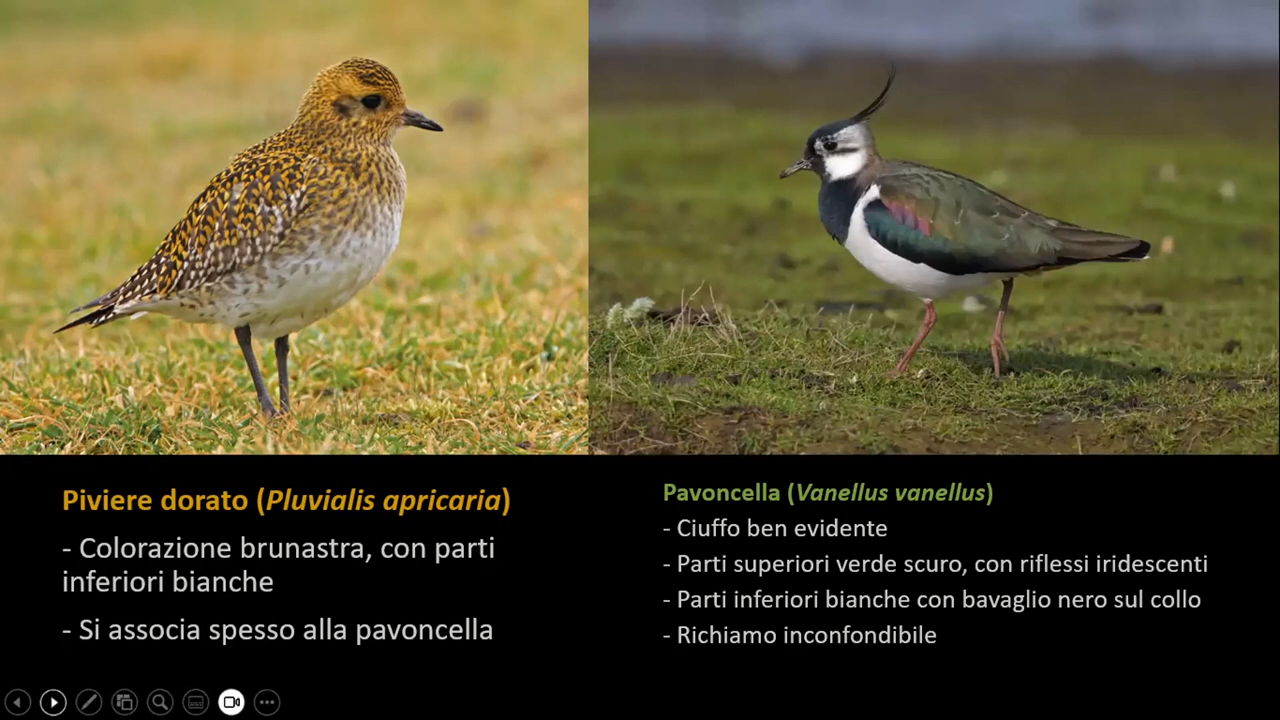 Piviere dorato (Pluvialis apricaria)
- Colorazione brunastra, con parti
inferiori bianche
- Si associa spesso alla pavoncella
Pavoncella (Vanellus vanellus)
- Ciuffo ben evidente
- Parti superiori verde scuro, con riflessi iridescenti
- Parti inferiori bianche con bavaglio nero sul collo
- Richiamo inconfondibile